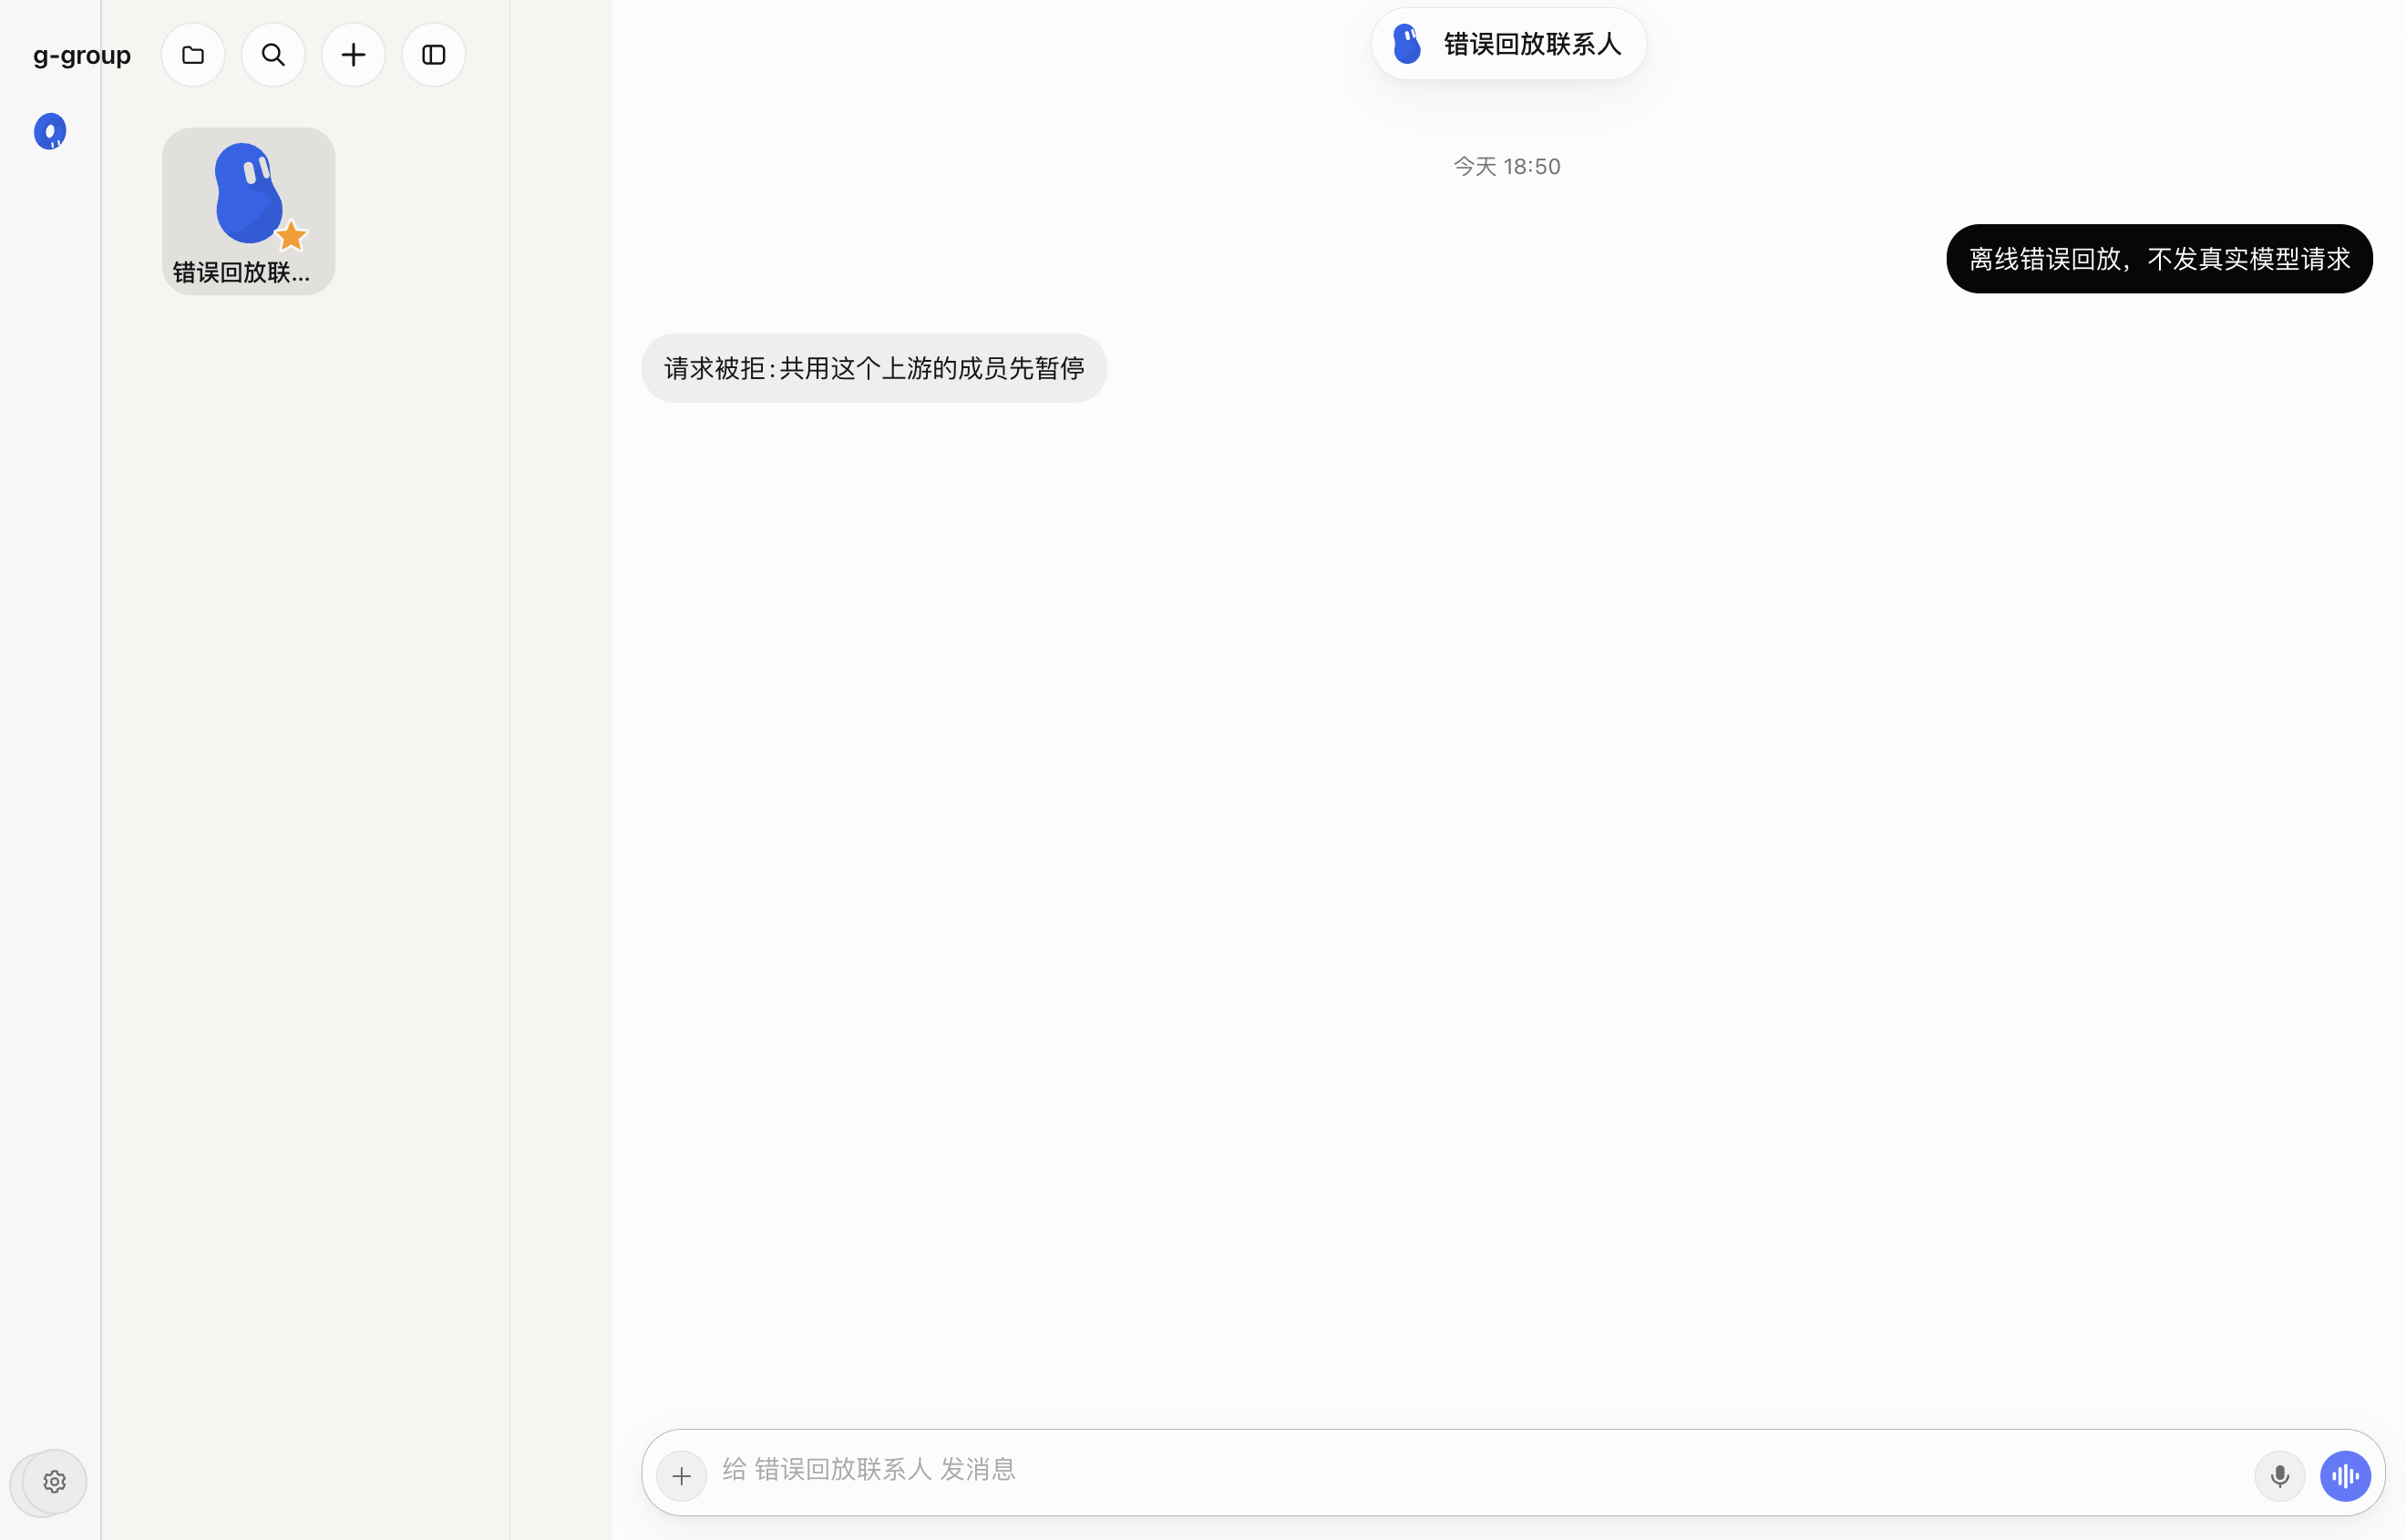 g-group
错误回放联...
错误回放联系人
今天 18:50
离线错误回放，不发真实模型请求
请求被拒:共用这个上游的成员先暂停
给 错误回放联系人 发消息